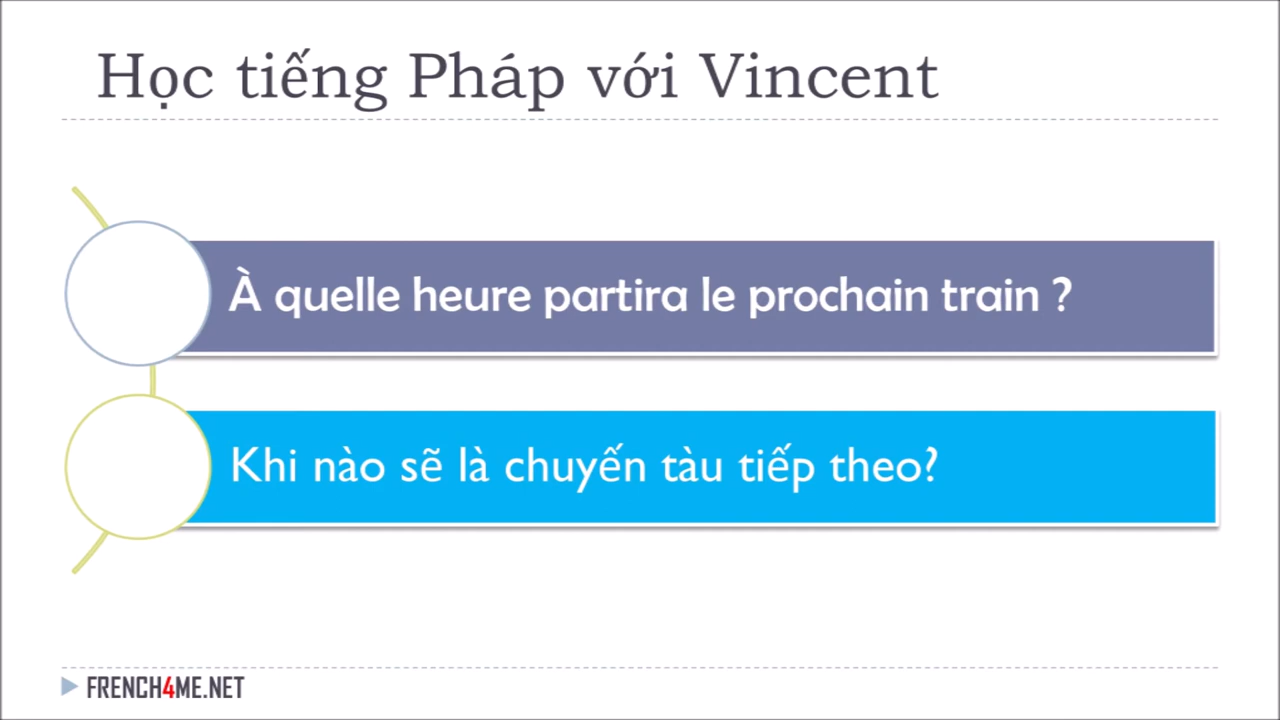 Học tiếng Pháp với Vincent
À quelle heure partira le prochain train ?
Khi nào sẽ là chuyến tàu tiếp theo?
FRENCH4ME.NET